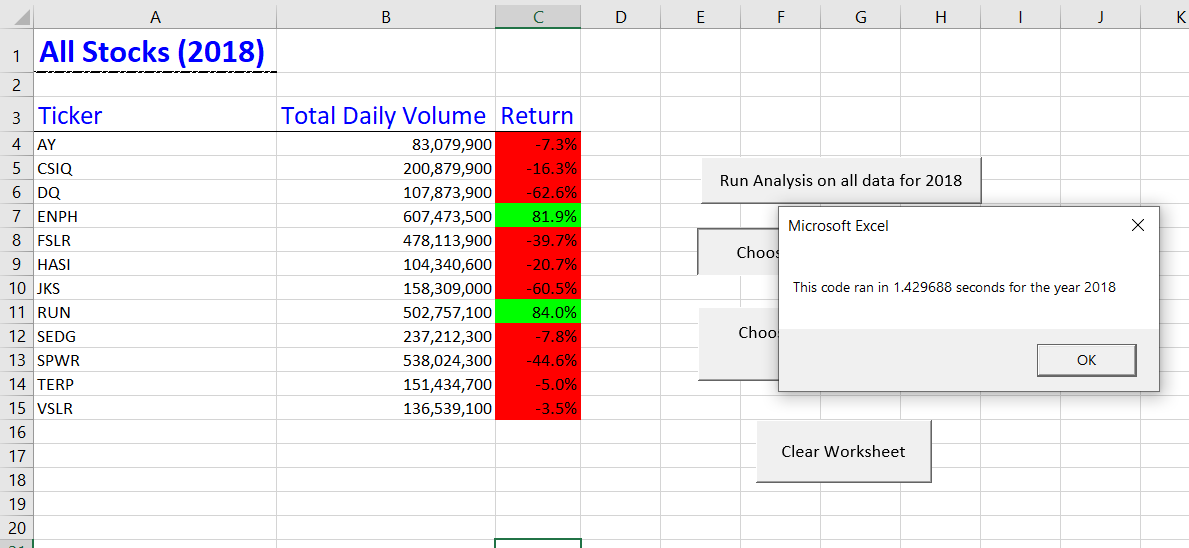 A B C D E F G H I J K
1 All Stocks (2018)
2
3 Ticker Total Daily Volume Return
4 AY 83,079,900 -7.3%
5 CSIQ 200,879,900 -16.3%
6 DQ 107,873,900 -62.6%
7 ENPH 607,473,500 81.9%
8 FSLR 478,113,900 -39.7%
9 HASI 104,340,600 -20.7%
10 JKS 158,309,000 -60.5%
11 RUN 502,757,100 84.0%
12 SEDG 237,212,300 -7.8%
13 SPWR 538,024,300 -44.6%
14 TERP 151,434,700 -5.0%
15 VSLR 136,539,100 -3.5%
16
17
18
19
20
Run Analysis on all data for 2018
Microsoft Excel
This code ran in 1.429688 seconds for the year 2018
OK
Clear Worksheet